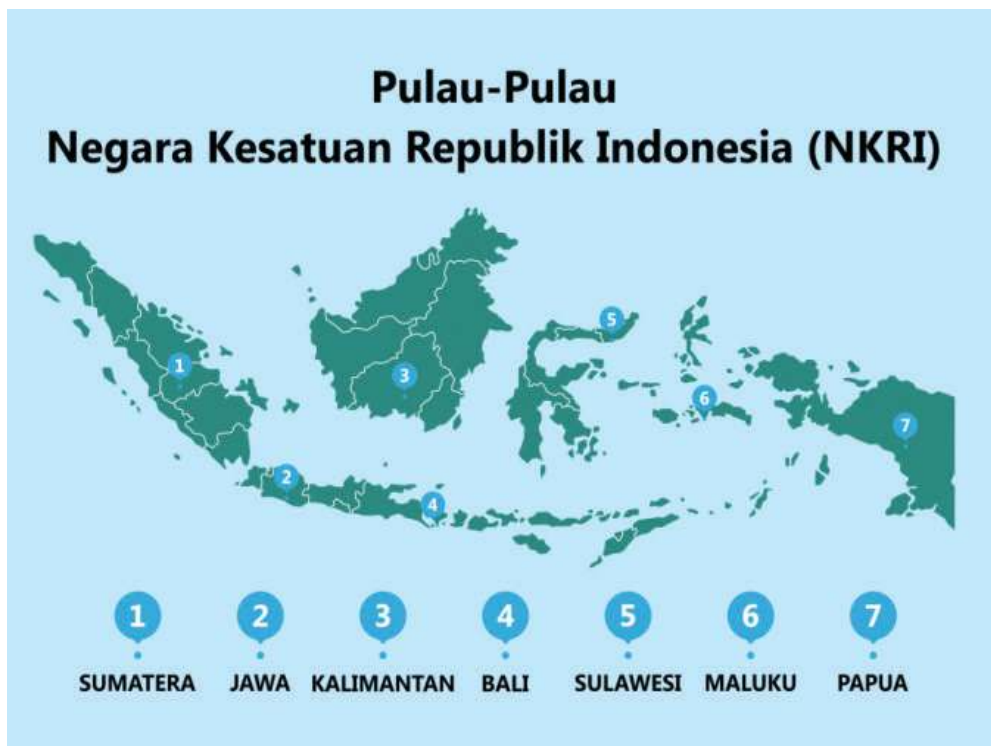 Pulau-Pulau
Negara Kesatuan Republik Indonesia (NKRI)
5
1
3
6
7
2
4
1 2 3 4 5 6 7
SUMATERA JAWA KALIMANTAN BALI SULAWESI MALUKU PAPUA